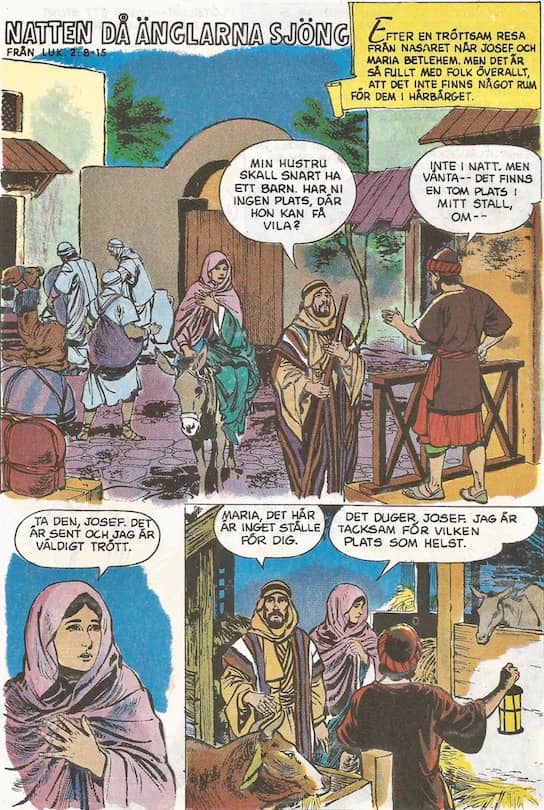 NATTEN DÅ ÄNGLARNA SJÖNG
FRÅN LUK. 2:8-15
EFTER EN TRÖTTSAM RESA
FRÅN NASARET NÅR JOSEF OCH
MARIA BETLEHEM. MEN DET ÄR
SÅ FULLT MED FOLK ÖVERALLT,
ATT DET INTE FINNS NÅGOT RUM
FÖR DEM I HÄRBÄRGET.
MIN HUSTRU
SKALL SNART HA
ETT BARN. HAR NI
INGEN PLATS, DÄR
HON KAN FÅ
VILA?
INTE I NATT. MEN
VÄNTA-- DET FINNS
EN TOM PLATS I
MITT STALL,
OM--
TA DEN, JOSEF. DET
ÄR SENT OCH JAG ÄR
VÄLDIGT TRÖTT.
MARIA, DET HÄR
ÄR INGET STÄLLE
FÖR DIG.
DET DUGER, JOSEF. JAG ÄR
TACKSAM FÖR VILKEN
PLATS SOM HELST.